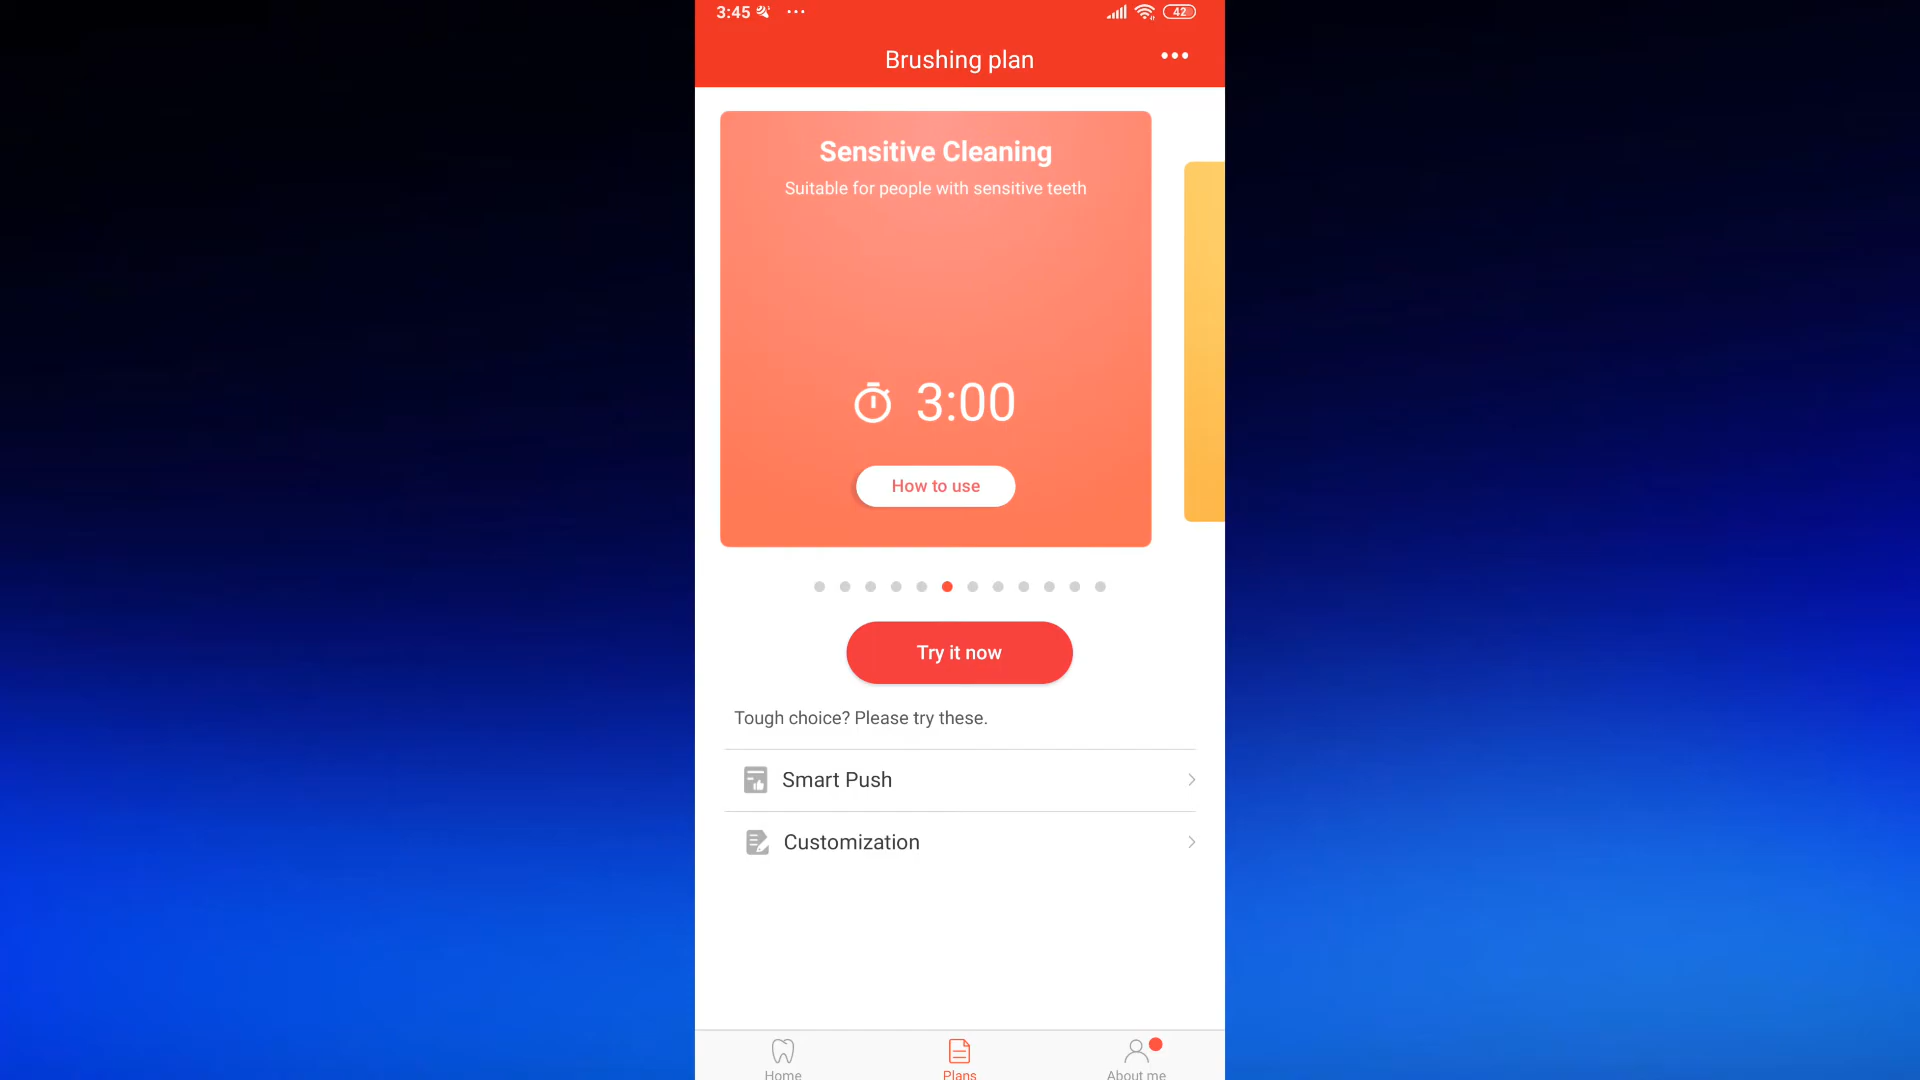 3:45 ... 42
Brushing plan
Sensitive Cleaning
Suitable for people with sensitive teeth
3:00
How to use
Try it now
Tough choice? Please try these.
Smart Push
Customization
Home Plans About me